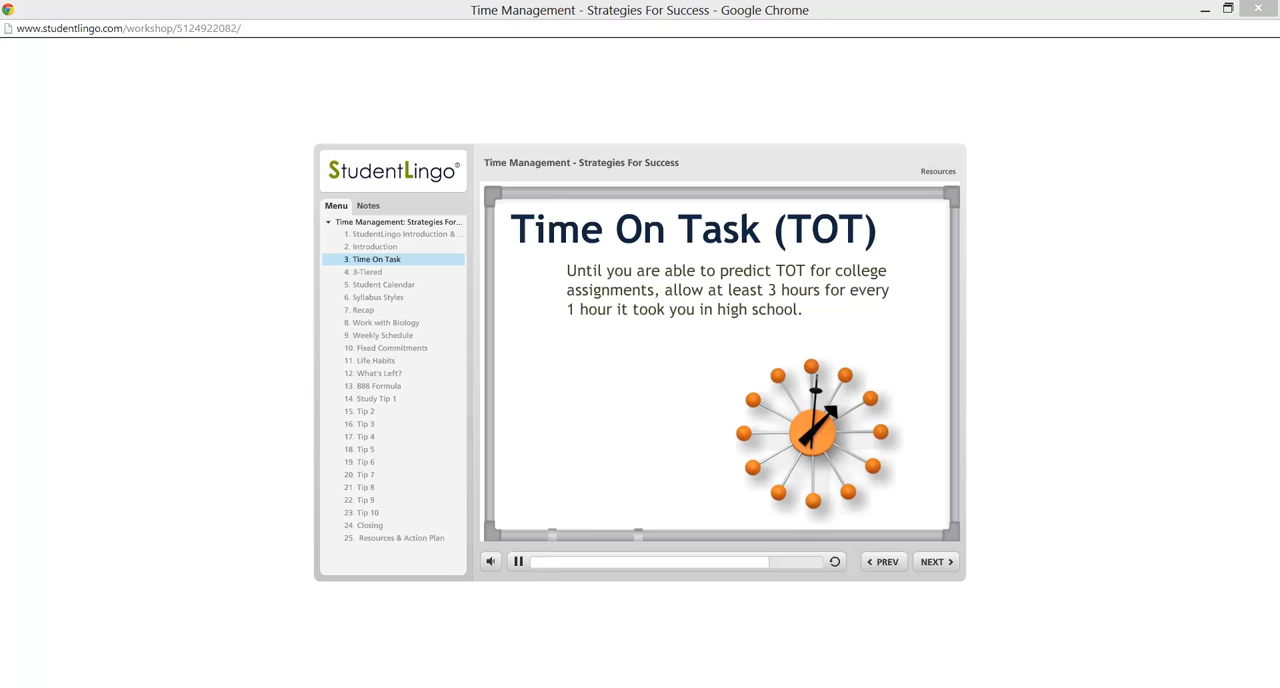 Time Management - Strategies For Success - Google Chrome
www.studentlingo.com/workshop/5124922082/
StudentLingo®
Time Management - Strategies For Success
Resources
Menu
Notes
Time Management: Strategies For...
1. StudentLingo Introduction & ...
2. Introduction
3. Time On Task
4. 3-Tiered
5. Student Calendar
6. Syllabus Styles
7. Recap
8. Work with Biology
9. Weekly Schedule
10. Fixed Commitments
11. Life Habits
12. What's Left?
13. 888 Formula
14. Study Tip 1
15. Tip 2
16. Tip 3
17. Tip 4
18. Tip 5
19. Tip 6
20. Tip 7
21. Tip 8
22. Tip 9
23. Tip 10
24. Closing
25. Resources & Action Plan
Time On Task (TOT)
Until you are able to predict TOT for college
assignments, allow at least 3 hours for every
1 hour it took you in high school.
PREV
NEXT